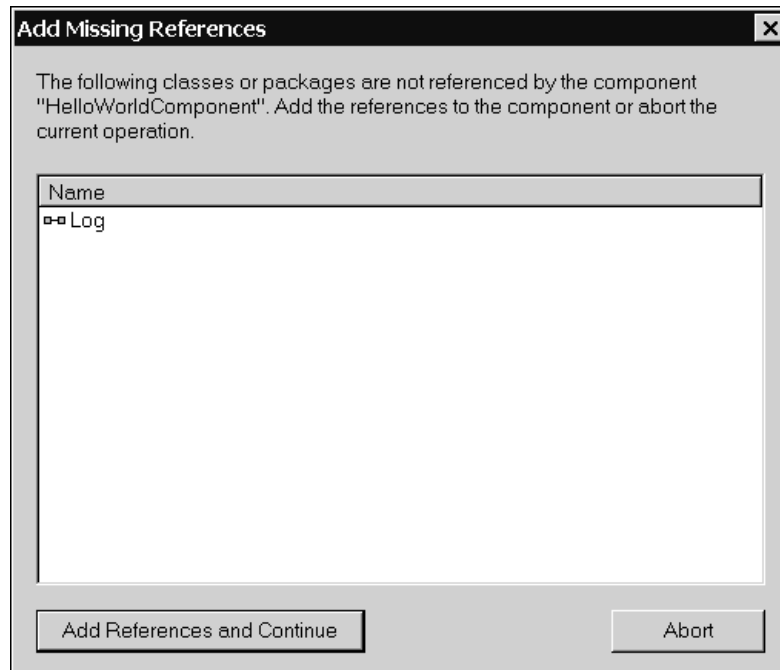 Add Missing References
The following classes or packages are not referenced by the component
"HelloWorldComponent". Add the references to the component or abort the
current operation.
Name
Log
Add References and Continue
Abort